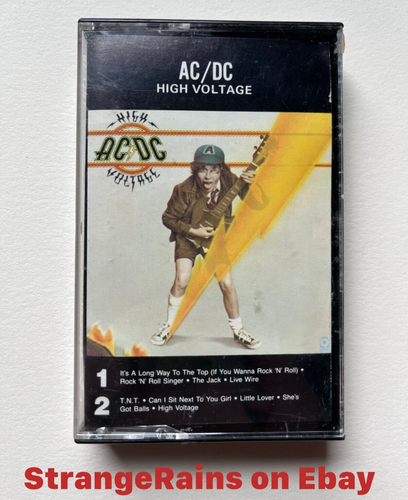 AC/DC
HIGH VOLTAGE
HIGH
AC/DC
VOLTAGE
A
1
It's A Long Way To The Top (If You Wanna Rock 'N' Roll) •
Rock 'N' Roll Singer • The Jack • Live Wire
2
T.N.T. • Can I Sit Next To You Girl • Little Lover • She's
Got Balls • High Voltage
StrangeRains on Ebay